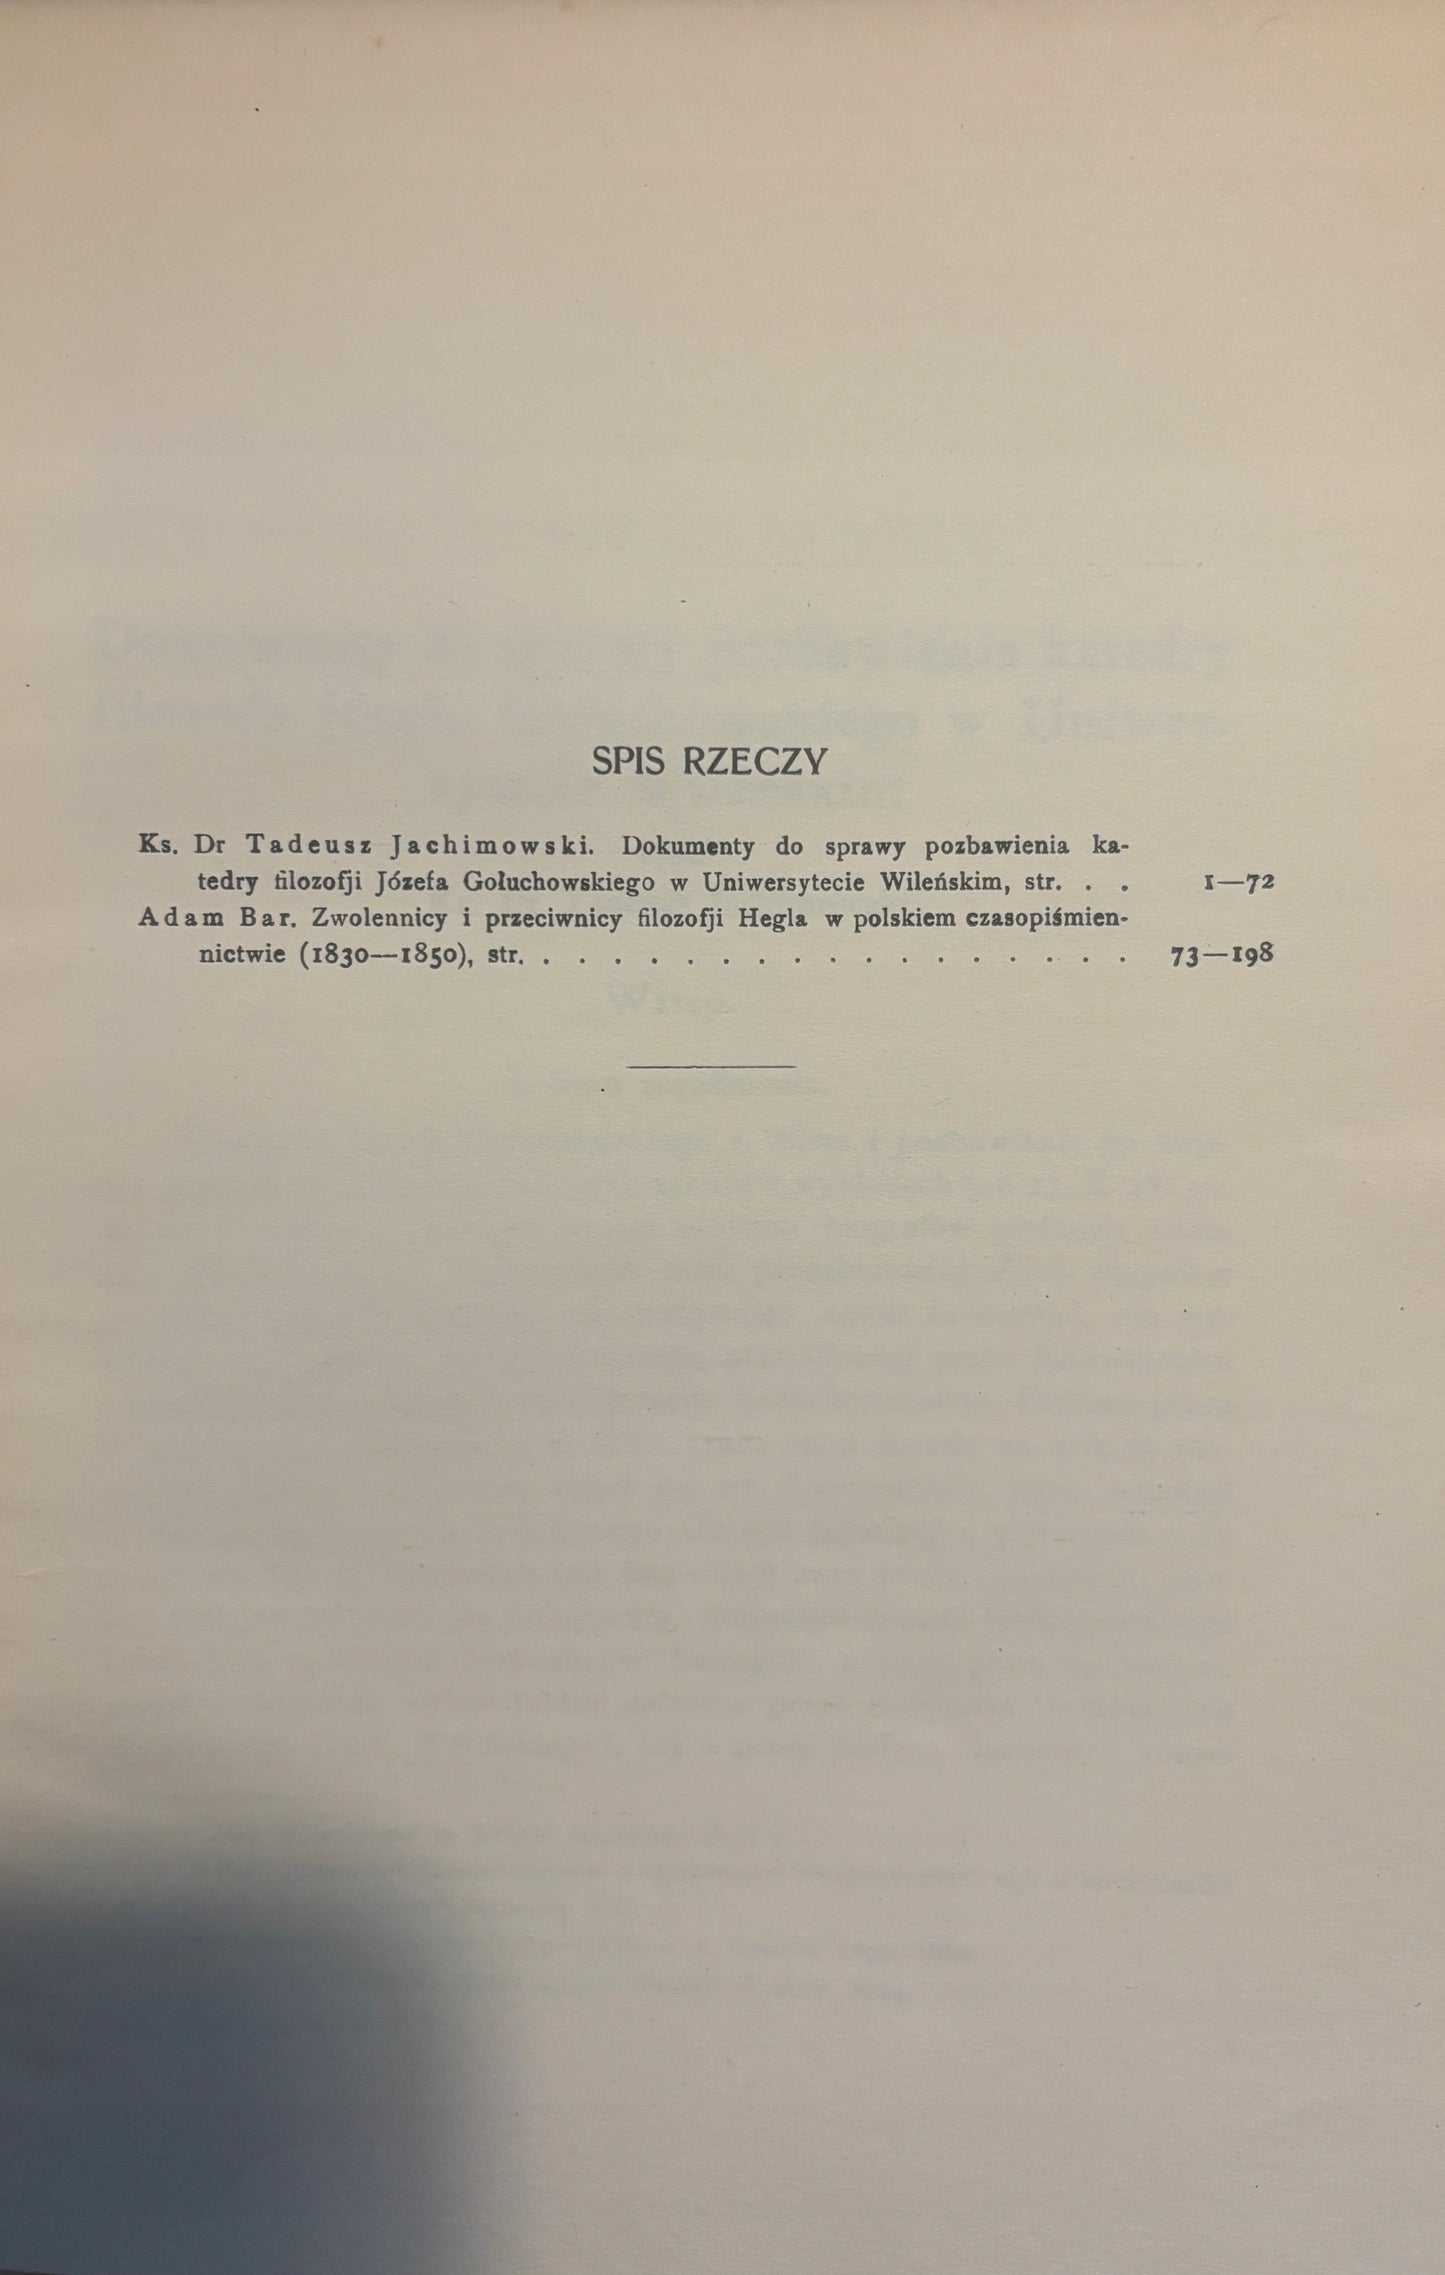 SPIS RZECZY
Ks. Dr Tadeusz Jachimowski. Dokumenty do sprawy pozbawienia ka-
tedry filozofji Józefa Gołuchowskiego w Uniwersytecie Wileńskim, str. . . 1—72
Adam Bar. Zwolennicy i przeciwnicy filozofji Hegla w polskiem czasopiśmien-
nictwie (1830—1850), str. . . . . . . . . . . . . . . . . . 73—198